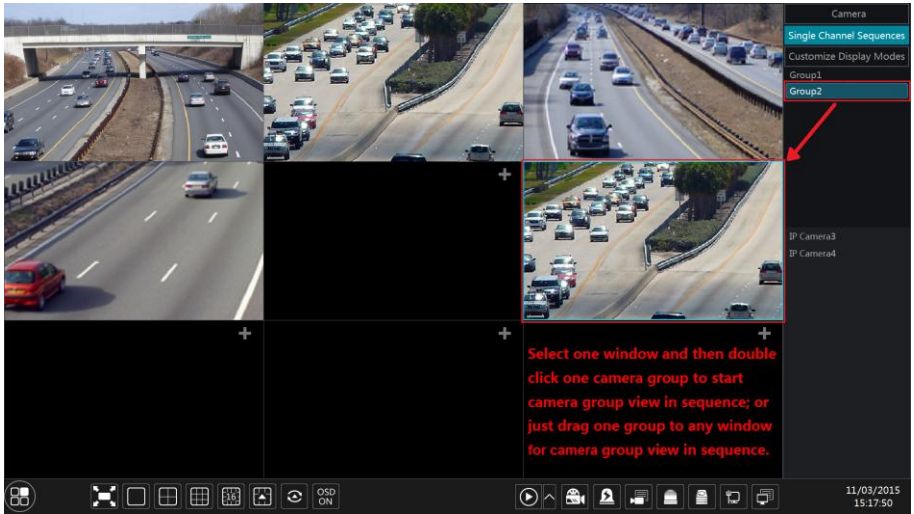 Camera
Single Channel Sequences
Customize Display Modes
Group1
Group2
IP Camera3
IP Camera4
Select one window and then double
click one camera group to start
camera group view in sequence; or
just drag one group to any window
for camera group view in sequence.
16
OSD
ON
11/03/2015
15:17:50